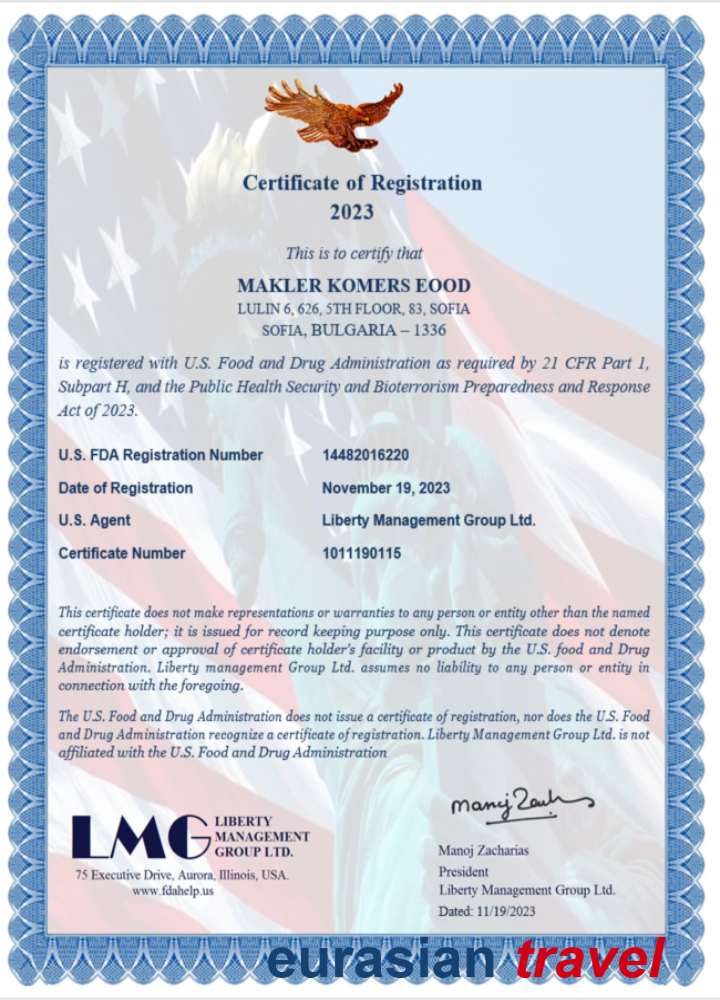 Certificate of Registration
2023
This is to certify that
MAKLER KOMERS EOOD
LULIN 6, 626, 5TH FLOOR, 83, SOFIA
SOFIA, BULGARIA – 1336
is registered with U.S. Food and Drug Administration as required by 21 CFR Part 1,
Subpart H, and the Public Health Security and Bioterrorism Preparedness and Response
Act of 2023.
U.S. FDA Registration Number 14482016220
Date of Registration November 19, 2023
U.S. Agent Liberty Management Group Ltd.
Certificate Number 1011190115
This certificate does not make representations or warranties to any person or entity other than the named
certificate holder; it is issued for record keeping purpose only. This certificate does not denote
endorsement or approval of certificate holder's facility or product by the U.S. food and Drug
Administration. Liberty management Group Ltd. assumes no liability to any person or entity in
connection with the foregoing.
The U.S. Food and Drug Administration does not issue a certificate of registration, nor does the U.S. Food
and Drug Administration recognize a certificate of registration. Liberty Management Group Ltd. is not
affiliated with the U.S. Food and Drug Administration
LMG LIBERTY
MANAGEMENT
GROUP LTD.
75 Executive Drive, Aurora, Illinois, USA.
www.fdahelp.us
Manoj Zacharias
President
Liberty Management Group Ltd.
Dated: 11/19/2023
eurasian travel